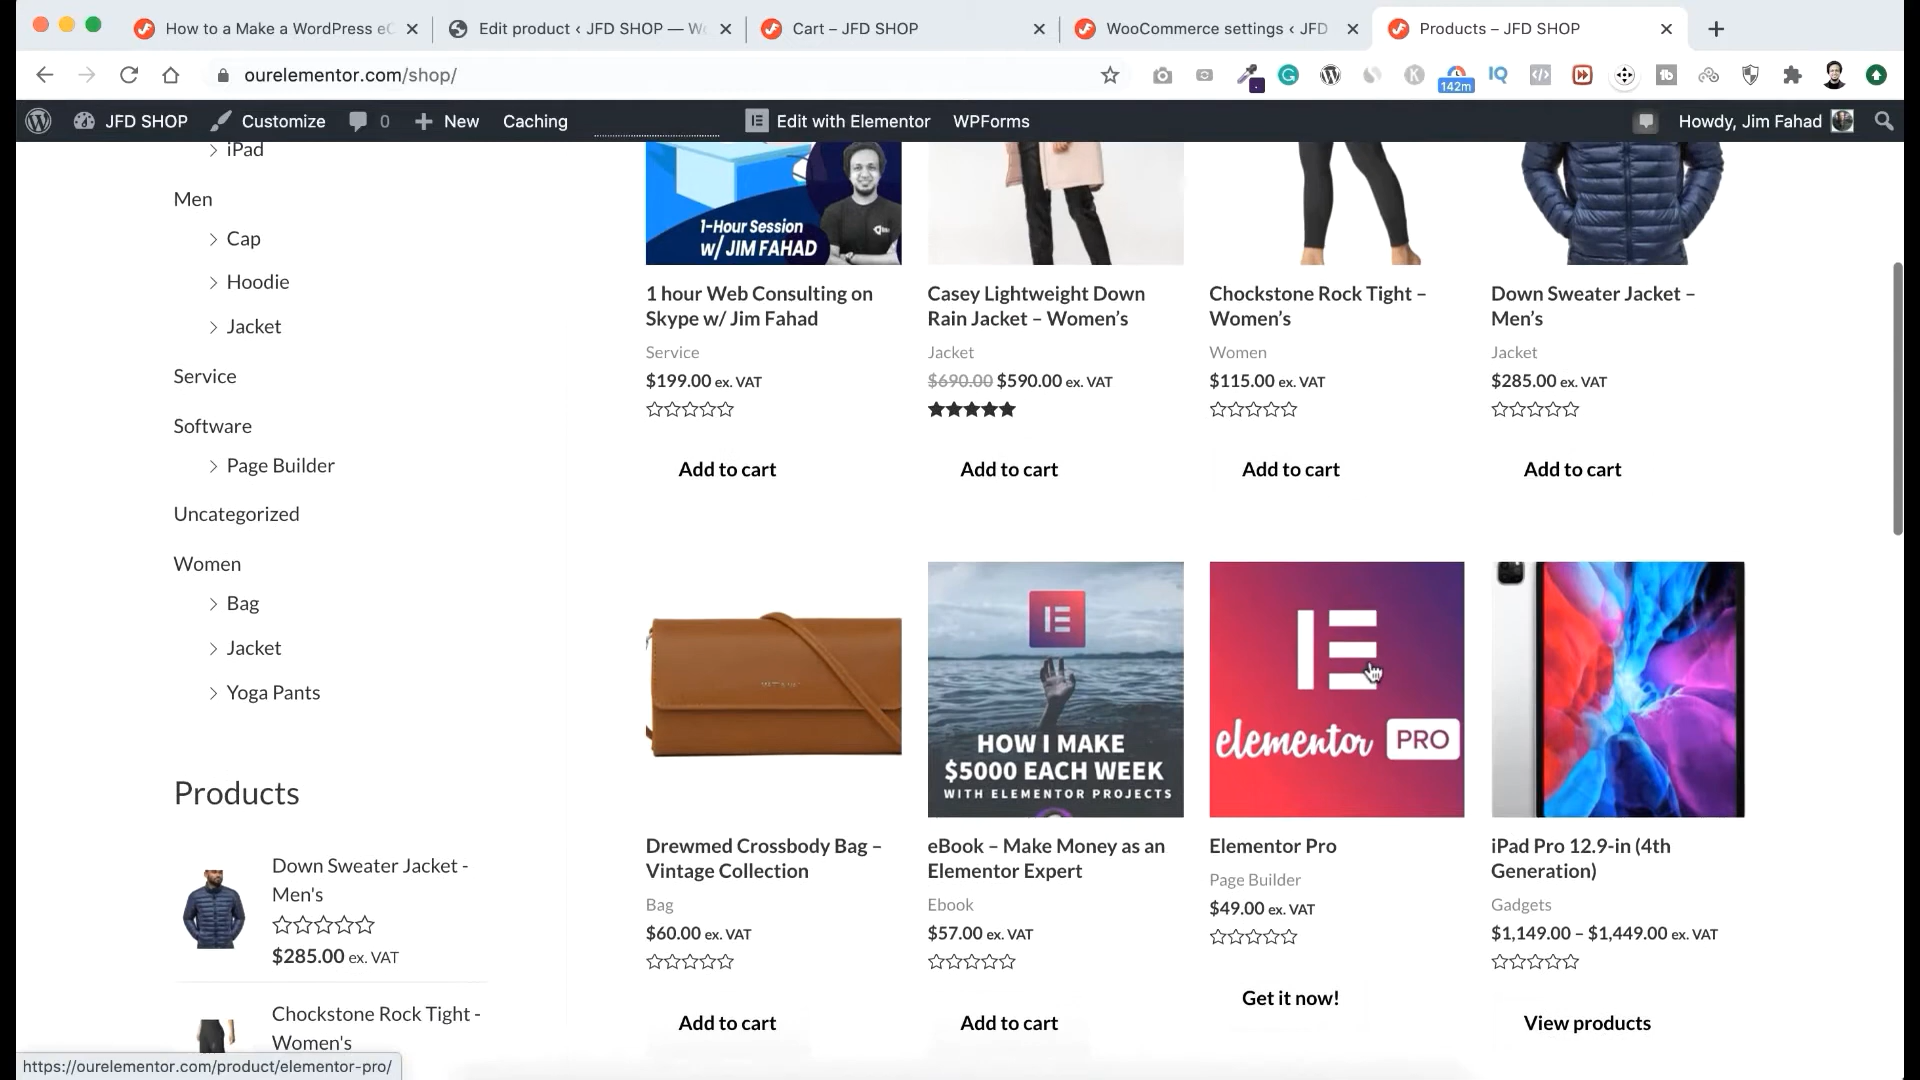 How to a Make a WordPress eC
Edit product ‹ JFD SHOP — Wo
Cart – JFD SHOP
WooCommerce settings ‹ JFD
Products – JFD SHOP
ourelementor.com/shop/
142m
JFD SHOP
Customize
0
New
Caching
Edit with Elementor
WPForms
Howdy, Jim Fahad
iPad
Men
Cap
Hoodie
Jacket
Service
Software
Page Builder
Uncategorized
Women
Bag
Jacket
Yoga Pants
Products
Down Sweater Jacket -
Men's
$285.00 ex. VAT
Chockstone Rock Tight -
Women's
1-Hour Session
w/ JIM FAHAD
1 hour Web Consulting on
Skype w/ Jim Fahad
Service
$199.00 ex. VAT
Add to cart
Casey Lightweight Down
Rain Jacket – Women’s
Jacket
$690.00 $590.00 ex. VAT
Add to cart
Chockstone Rock Tight –
Women’s
Women
$115.00 ex. VAT
Add to cart
Down Sweater Jacket –
Men’s
Jacket
$285.00 ex. VAT
Add to cart
Drewmed Crossbody Bag –
Vintage Collection
Bag
$60.00 ex. VAT
Add to cart
HOW I MAKE
$5000 EACH WEEK
WITH ELEMENTOR PROJECTS
eBook – Make Money as an
Elementor Expert
Ebook
$57.00 ex. VAT
Add to cart
elementor PRO
Elementor Pro
Page Builder
$49.00 ex. VAT
Get it now!
iPad Pro 12.9-in (4th
Generation)
Gadgets
$1,149.00 – $1,449.00 ex. VAT
View products
https://ourelementor.com/product/elementor-pro/